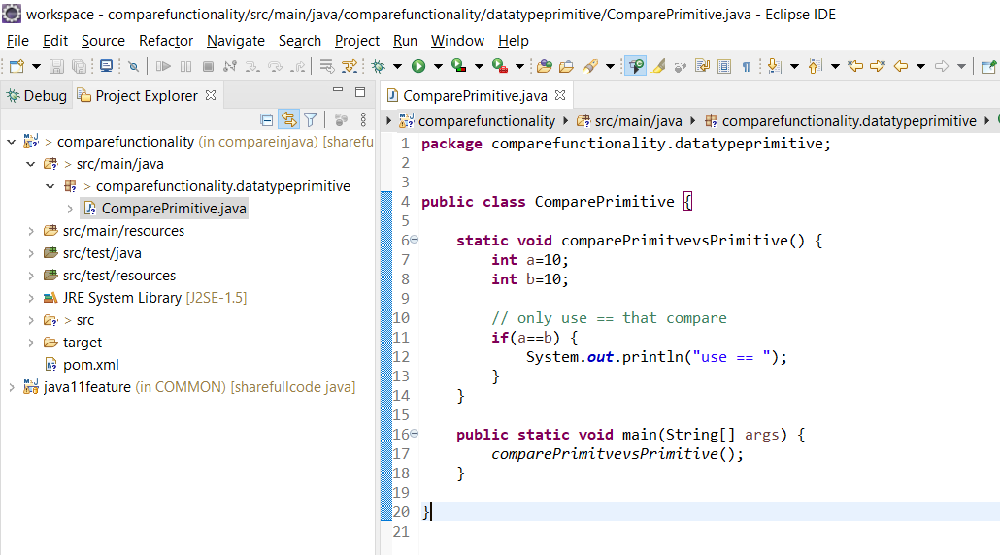 workspace - comparefunctionality/src/main/java/comparefunctionality/datatypeprimitive/ComparePrimitive.java - Eclipse IDE
File Edit Source Refactor Navigate Search Project Run Window Help
Debug Project Explorer
comparefunctionality (in compareinjava) [sharefu
> src/main/java
> comparefunctionality.datatypeprimitive
ComparePrimitive.java
src/main/resources
src/test/java
src/test/resources
JRE System Library [J2SE-1.5]
> src
target
pom.xml
java11feature (in COMMON) [sharefullcode java]
ComparePrimitive.java
comparefunctionality src/main/java comparefunctionality.datatypeprimitive
1 package comparefunctionality.datatypeprimitive;
2
3
4 public class ComparePrimitive {
5
6 static void comparePrimitvevsPrimitive() {
7 int a=10;
8 int b=10;
9
10 // only use == that compare
11 if(a==b) {
12 System.out.println("use == ");
13 }
14 }
15
16 public static void main(String[] args) {
17 comparePrimitvevsPrimitive();
18 }
19
20 }
21